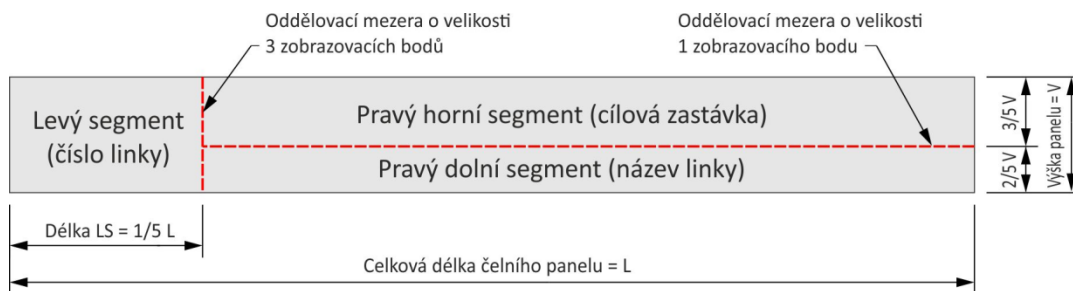 Oddělovací mezera o velikosti
3 zobrazovacích bodů
Oddělovací mezera o velikosti
1 zobrazovacího bodu
Levý segment
(číslo linky)
Pravý horní segment (cílová zastávka)
Pravý dolní segment (název linky)
3/5 V
2/5 V
Výška panelu = V
Délka LS = 1/5 L
Celková délka čelního panelu = L